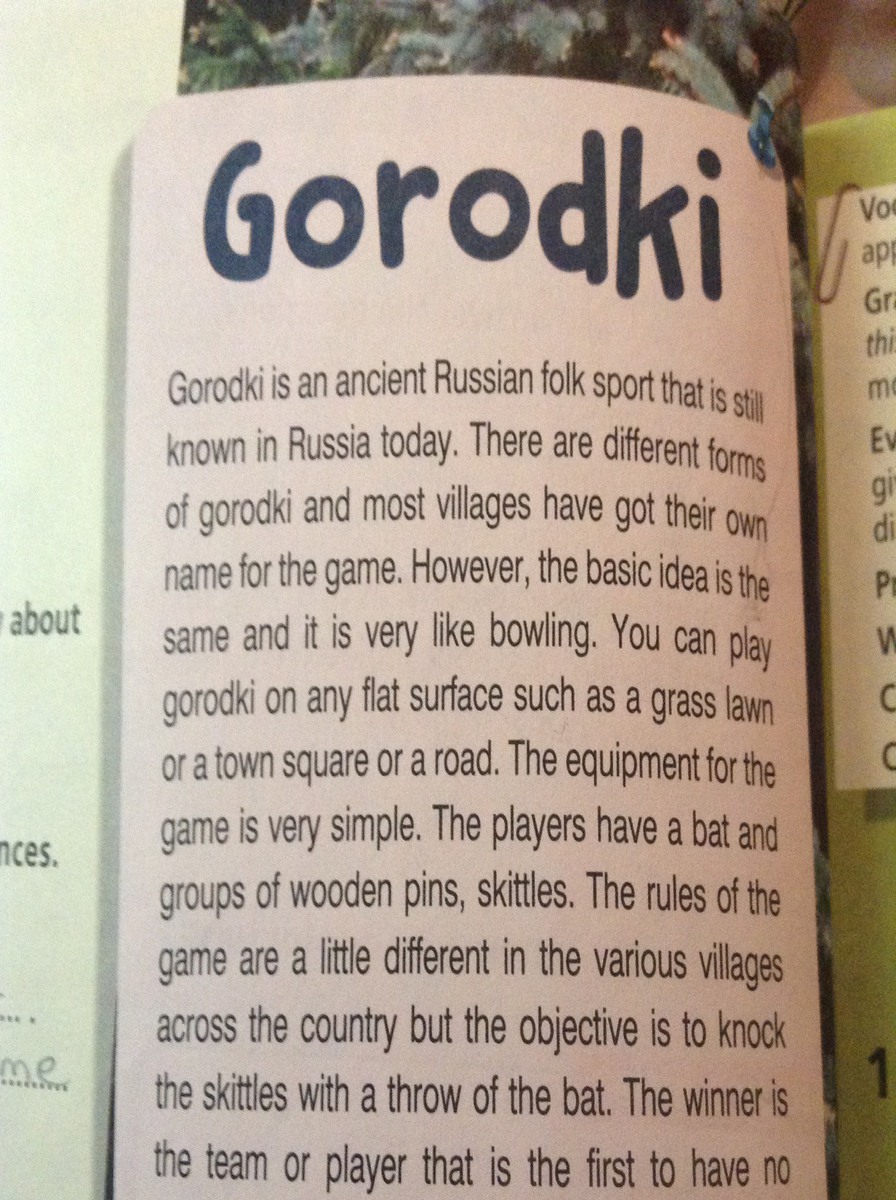 Gorodki
Gorodki is an ancient Russian folk sport that is still
known in Russia today. There are different forms
of gorodki and most villages have got their own
name for the game. However, the basic idea is the
same and it is very like bowling. You can play
gorodki on any flat surface such as a grass lawn
or a town square or a road. The equipment for the
game is very simple. The players have a bat and
groups of wooden pins, skittles. The rules of the
game are a little different in the various villages
across the country but the objective is to knock
the skittles with a throw of the bat. The winner is
the team or player that is the first to have no
about
nces.
me
1